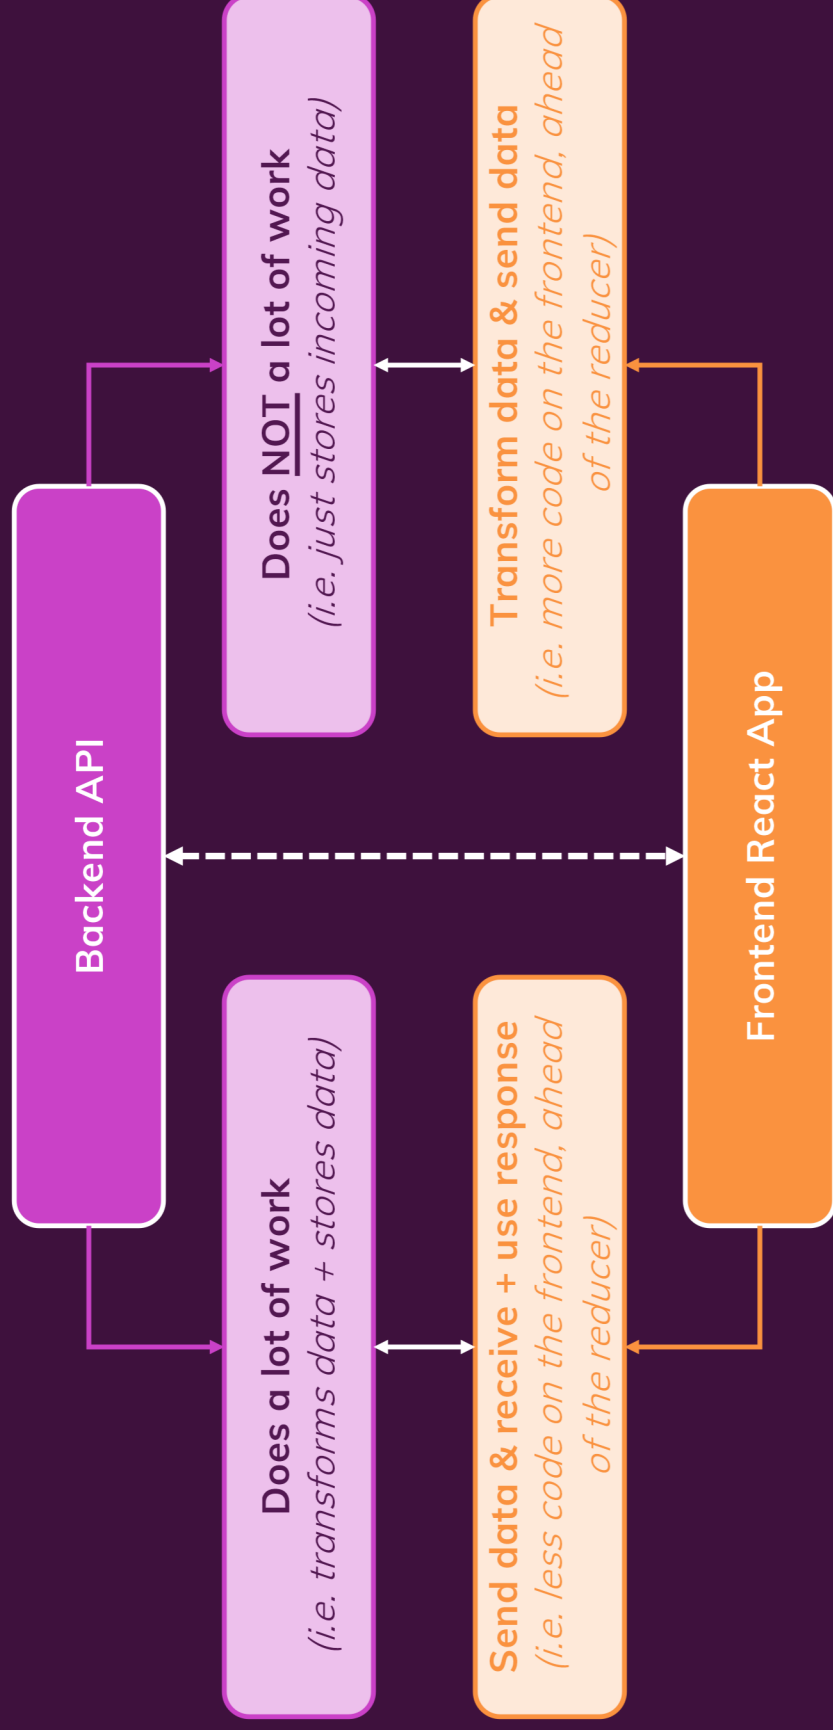 Backend API
Does a lot of work
(i.e. transforms data + stores data)
Does NOT a lot of work
(i.e. just stores incoming data)
Send data & receive + use response
(i.e. less code on the frontend, ahead
of the reducer)
Transform data & send data
(i.e. more code on the frontend, ahead
of the reducer)
Frontend React App